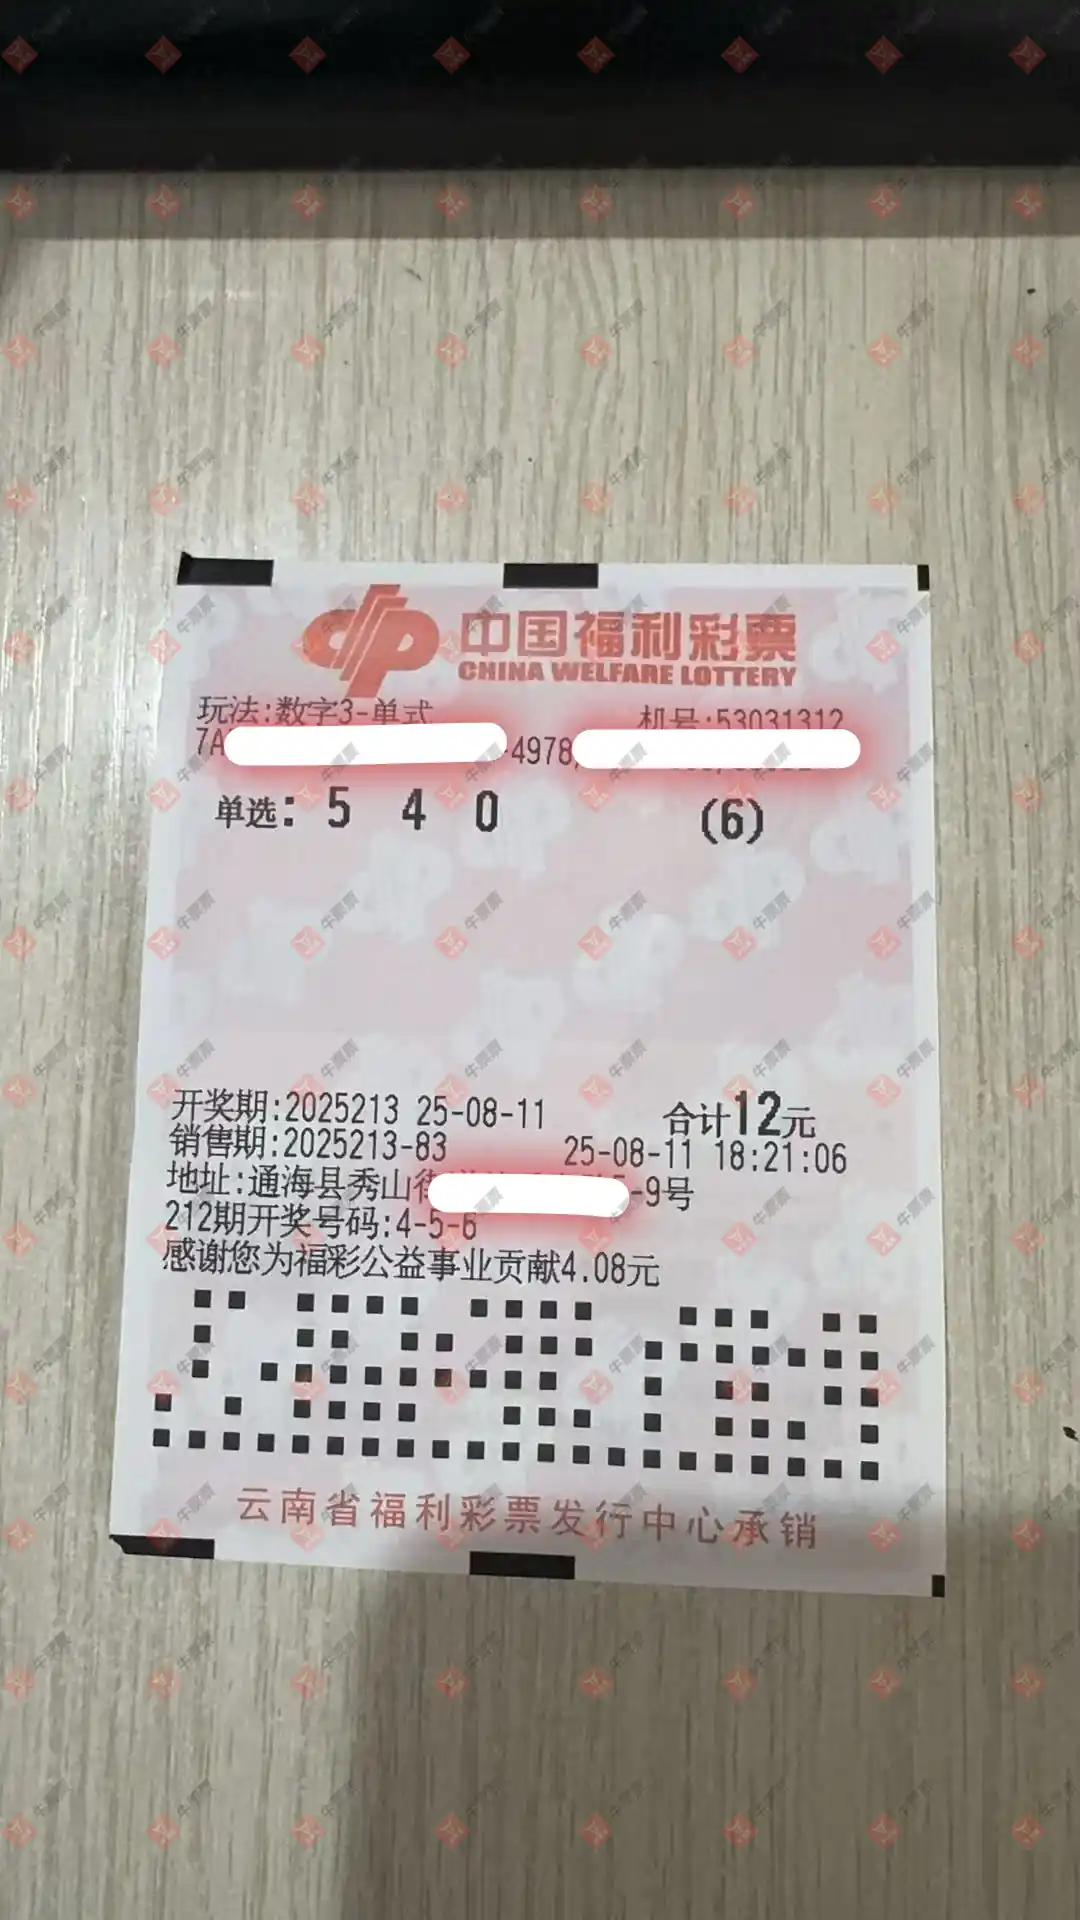 中国福利彩票
CHINA WELFARE LOTTERY
玩法:数字3-单式 机号:53031312
7A -4978,
单选: 5 4 0 (6)
开奖期:2025213 25-08-11 合计12元
销售期:2025213-83 25-08-11 18:21:06
地址:通海县秀山 -9号
212期开奖号码:4-5-6
感谢您为福彩公益事业贡献4.08元
云南省福利彩票发行中心承销
牛票票